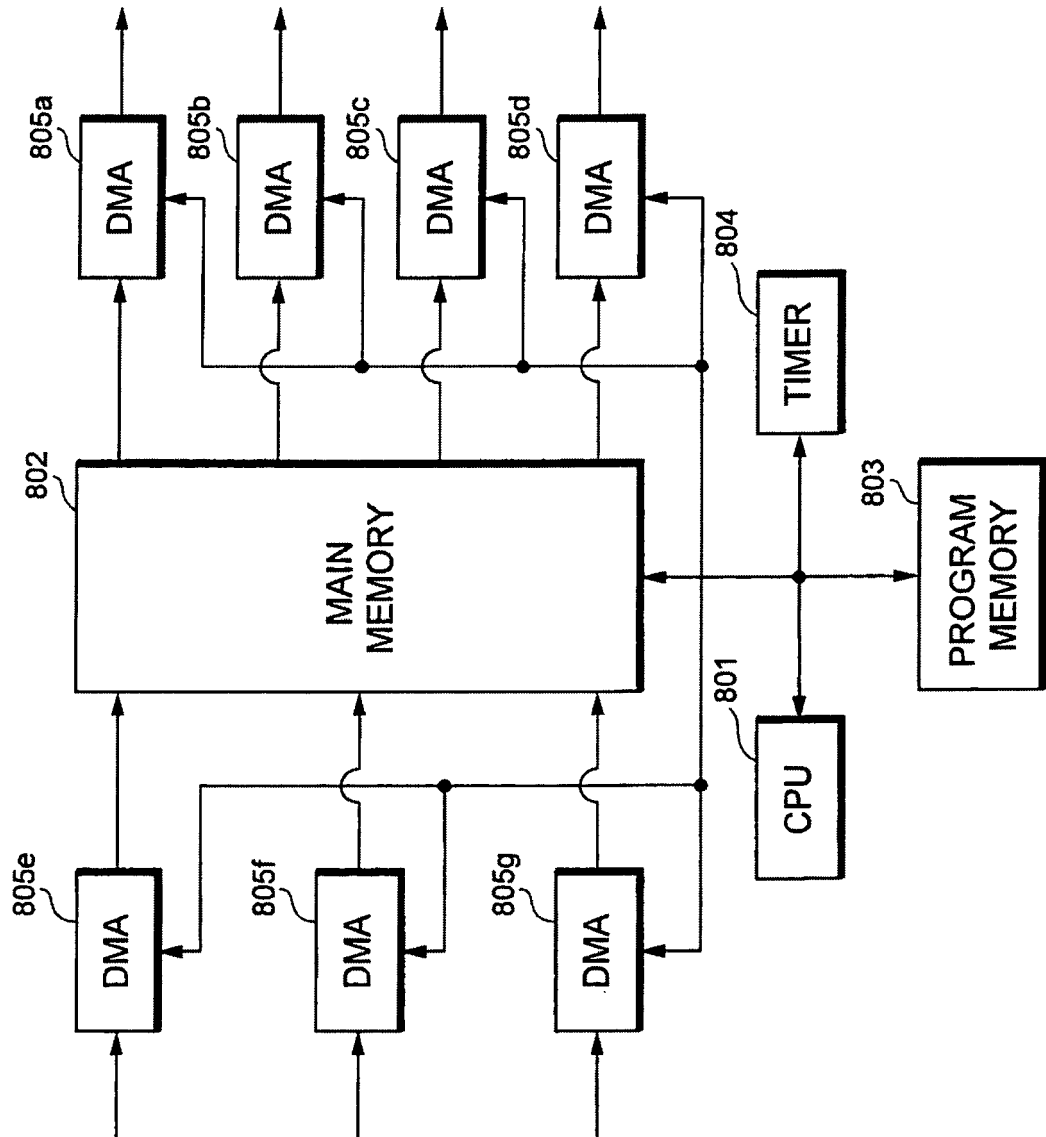 805a
DMA
805b
DMA
805c
DMA
805d
DMA
802
MAIN
MEMORY
804
TIMER
803
PROGRAM
MEMORY
801
CPU
805e
DMA
805f
DMA
805g
DMA